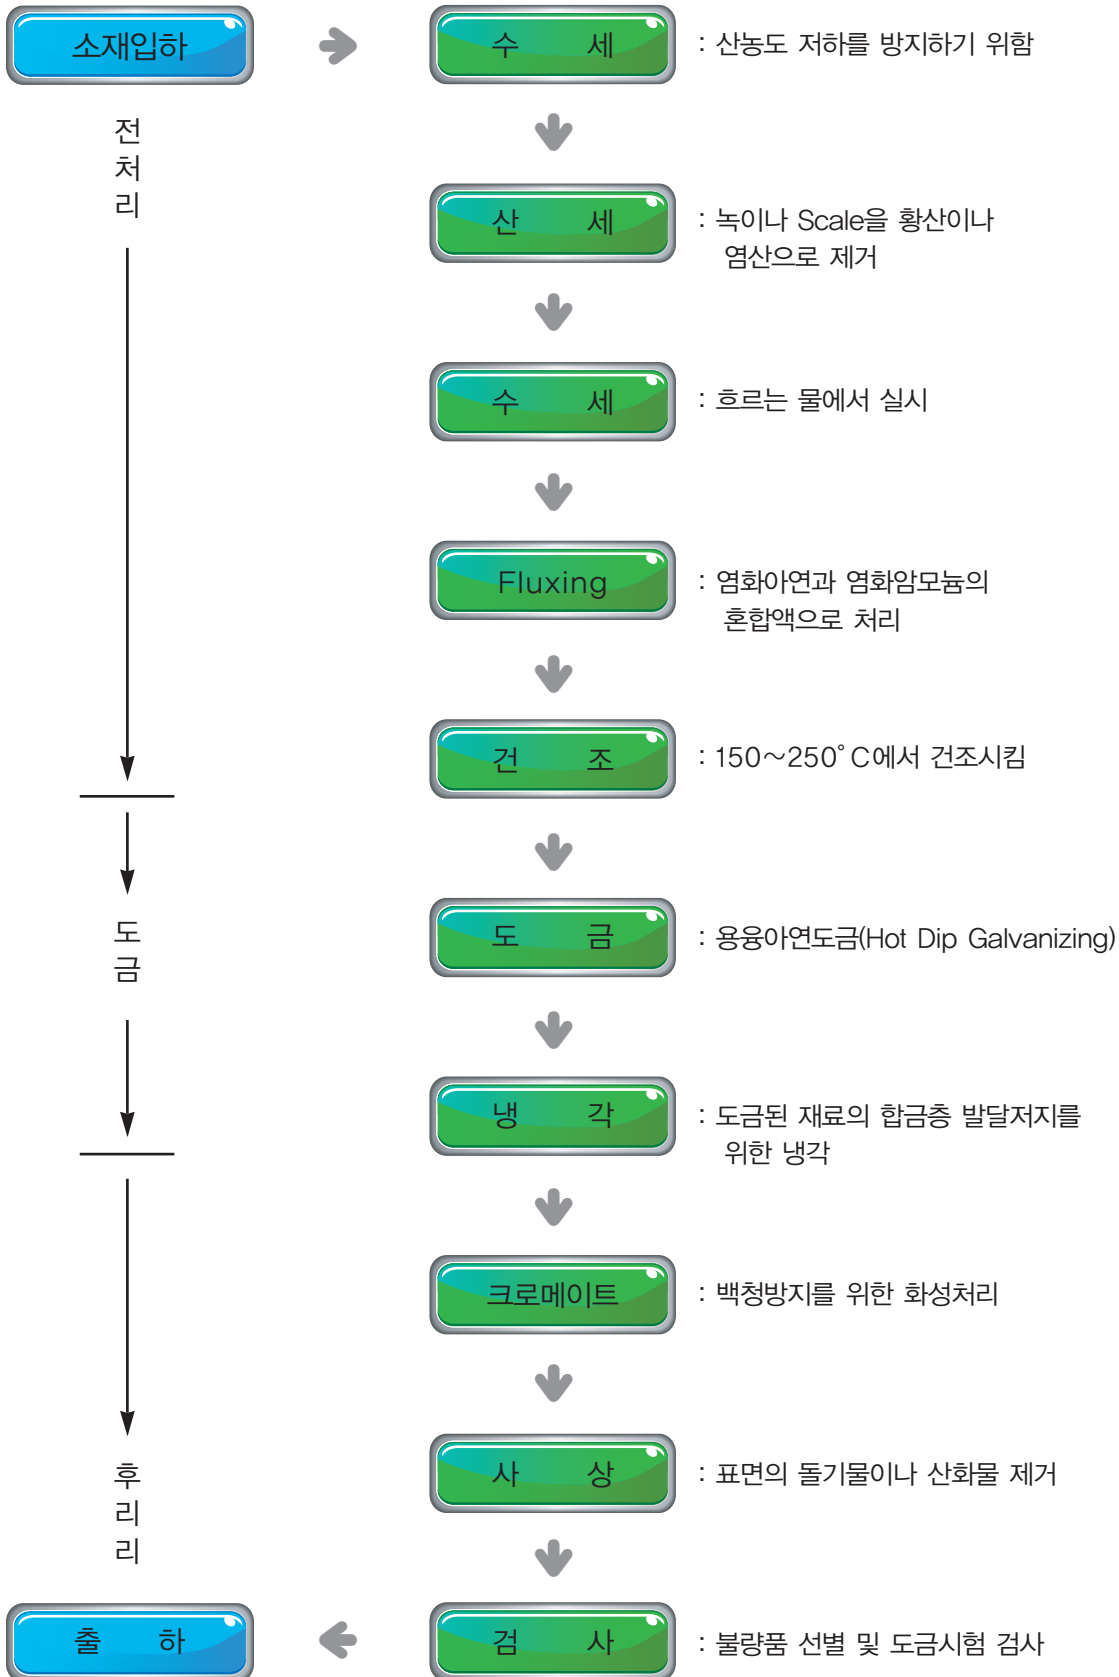 소재입하
수 세 : 산농도 저하를 방지하기 위함
전
처
리
산 세 : 녹이나 Scale을 황산이나
염산으로 제거
수 세 : 흐르는 물에서 실시
Fluxing : 염화아연과 염화암모늄의
혼합액으로 처리
건 조 : 150~250°C에서 건조시킴
도
금
도 금 : 용융아연도금(Hot Dip Galvanizing)
냉 각 : 도금된 재료의 합금층 발달저지를
위한 냉각
크로메이트 : 백청방지를 위한 화성처리
후
리
리
사 상 : 표면의 돌기물이나 산화물 제거
검 사 : 불량품 선별 및 도금시험 검사
출 하